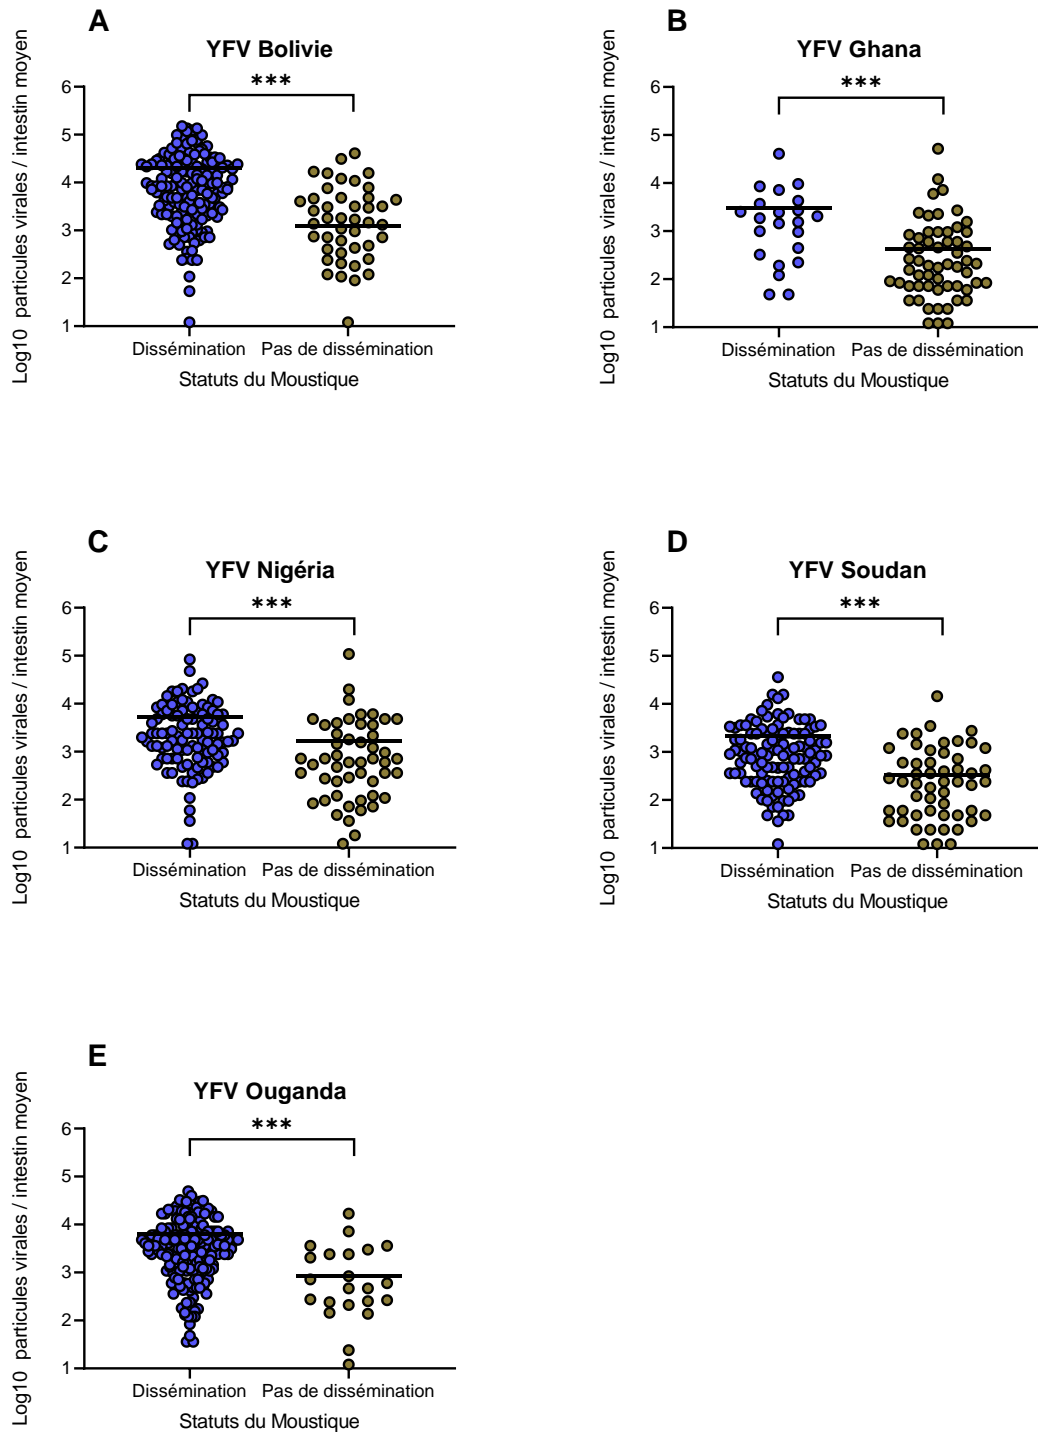 A
YFV Bolivie
***
Log10 particules virales / intestin moyen
6
5
4
3
2
1
Dissémination
Pas de dissémination
Statuts du Moustique
B
YFV Ghana
***
Log10 particules virales / intestin moyen
6
5
4
3
2
1
Dissémination
Pas de dissémination
Statuts du Moustique
C
YFV Nigéria
***
Log10 particules virales / intestin moyen
6
5
4
3
2
1
Dissémination
Pas de dissémination
Statuts du Moustique
D
YFV Soudan
***
Log10 particules virales / intestin moyen
6
5
4
3
2
1
Dissémination
Pas de dissémination
Statuts du Moustique
E
YFV Ouganda
***
Log10 particules virales / intestin moyen
6
5
4
3
2
1
Dissémination
Pas de dissémination
Statuts du Moustique